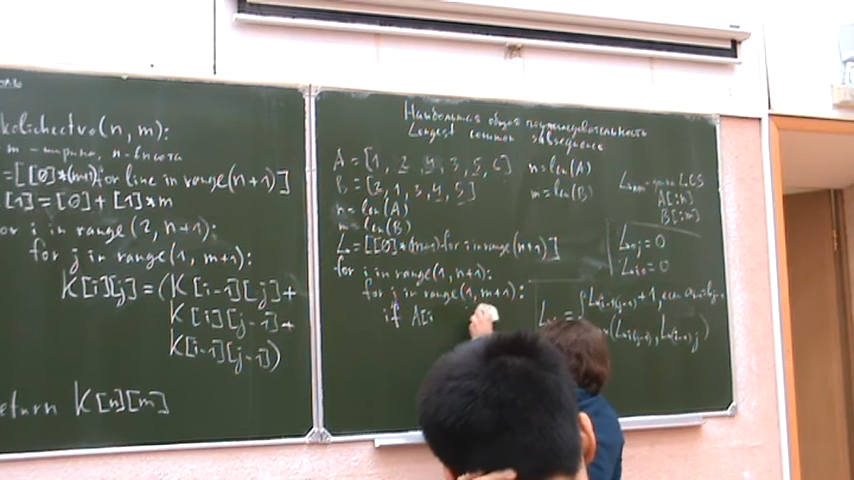 kolichectvo(n, m):
m - ширина, n - высота
=[[0]*(m+1) for line in range(n+1)]
[1] = [0] + [1]*m
for i in range(2, n+1):
for j in range(1, m+1):
K[i][j] = (K[i-1][j] +
K[i][j-1] +
K[i-1][j-1])
return K[n][m]
Наибольшая общая подпоследовательность
Longest common subsequence
A = [1, 2, 4, 3, 5, 6]
B = [2, 1, 3, 4, 5]
n = len(A)
m = len(B)
L = [[0]*(m+1) for i in range(n+1)]
for i in range(1, n+1):
for j in range(1, m+1):
if A[i
n = len(A)
m = len(B)
LCS
A[:n]
B[:m]
L0j = 0
Li0 = 0